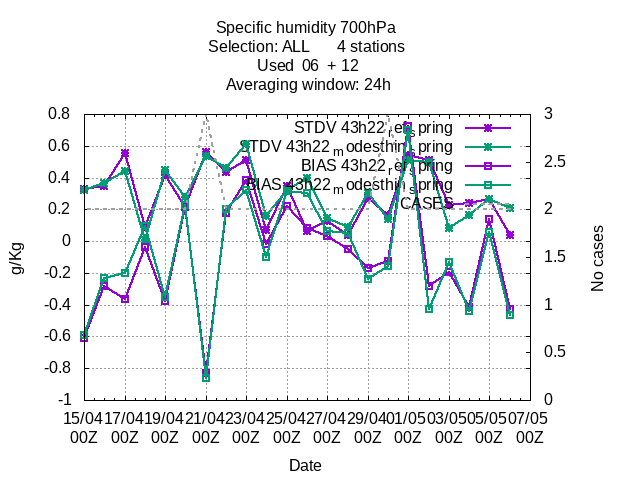 Specific humidity 700hPa
Selection: ALL 4 stations
Used 06 + 12
Averaging window: 24h
STDV 43h22ref_spring
STDV 43h22modesthin_spring
BIAS 43h22ref_spring
BIAS 43h22modesthin_spring
CASES
0.8
0.6
0.4
0.2
0
-0.2
-0.4
-0.6
-0.8
-1
g/Kg
3
2.5
2
1.5
1
0.5
0
No cases
15/04 17/04 19/04 21/04 23/04 25/04 27/04 29/04 01/05 03/05 05/05 07/05
00Z 00Z 00Z 00Z 00Z 00Z 00Z 00Z 00Z 00Z 00Z 00Z
Date